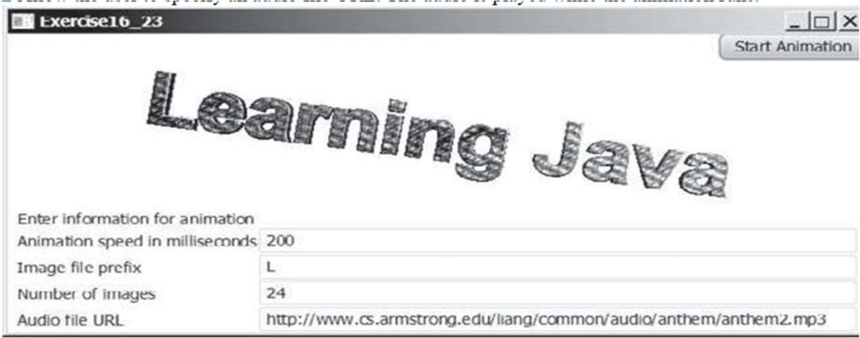 Exercise16_23
Start Animation
Learning Java
Enter information for animation
Animation speed in milliseconds 200
Image file prefix L
Number of images 24
Audio file URL http://www.cs.armstrong.edu/liang/common/audio/anthem/anthem2.mp3